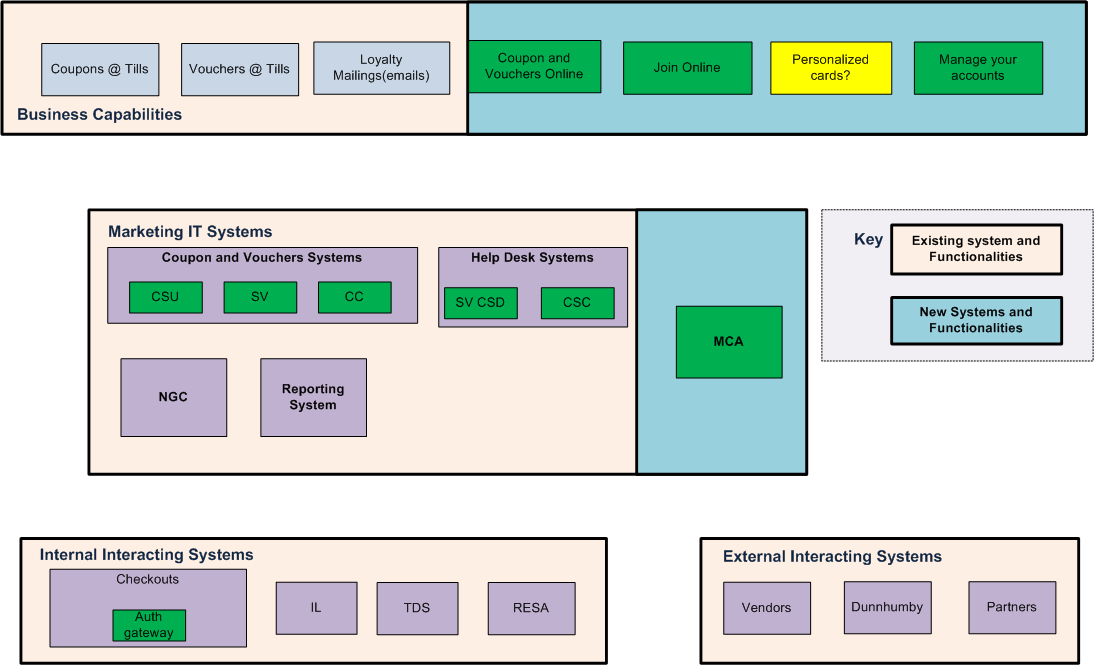 Coupons @ Tills
Vouchers @ Tills
Loyalty
Mailings(emails)
Coupon and
Vouchers Online
Join Online
Personalized
cards?
Manage your
accounts
Business Capabilities
Marketing IT Systems
Coupon and Vouchers Systems
CSU
SV
CC
Help Desk Systems
SV CSD
CSC
NGC
Reporting
System
MCA
Key
Existing system and
Functionalities
New Systems and
Functionalities
Internal Interacting Systems
Checkouts
Auth
gateway
IL
TDS
RESA
External Interacting Systems
Vendors
Dunnhumby
Partners